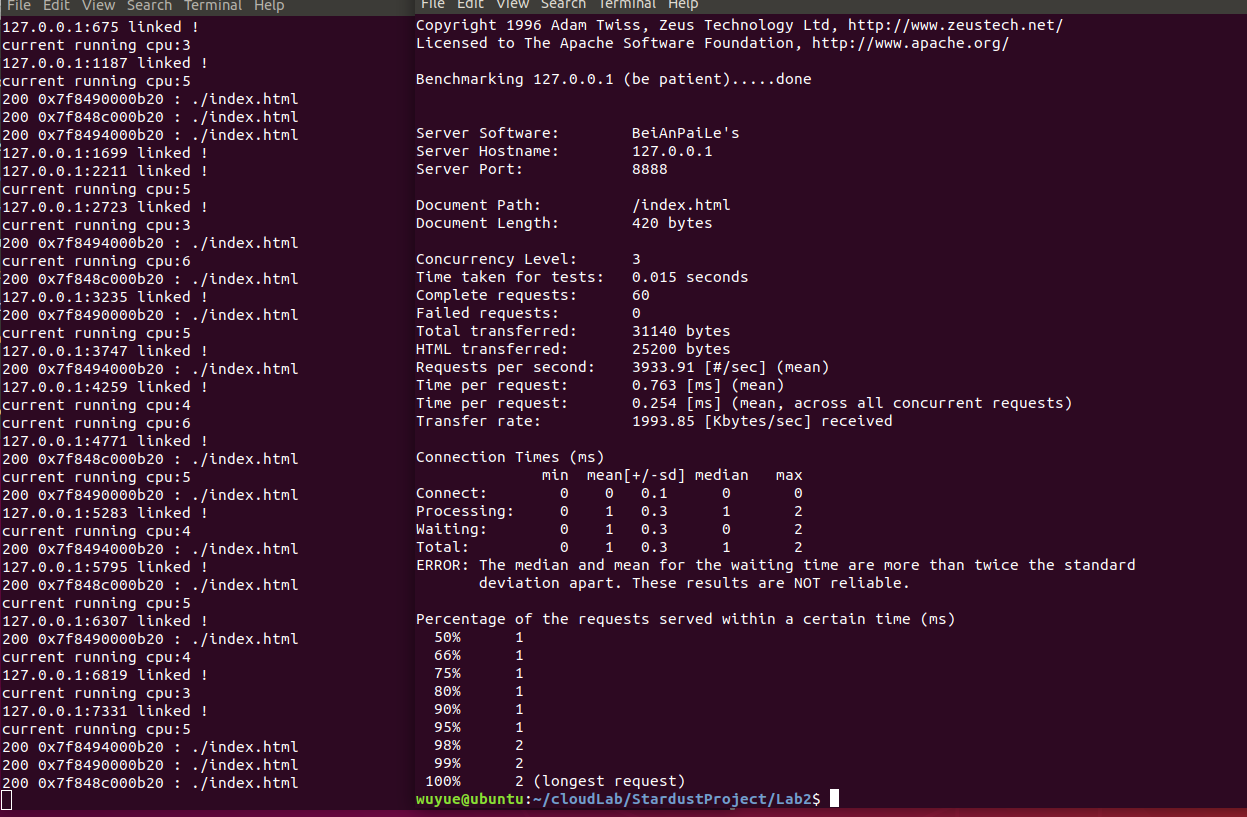 File Edit View Search Terminal Help
127.0.0.1:675 linked !
current running cpu:3
127.0.0.1:1187 linked !
current running cpu:5
200 0x7f8490000b20 : ./index.html
200 0x7f848c000b20 : ./index.html
200 0x7f8494000b20 : ./index.html
127.0.0.1:1699 linked !
127.0.0.1:2211 linked !
current running cpu:5
127.0.0.1:2723 linked !
current running cpu:3
200 0x7f8494000b20 : ./index.html
current running cpu:6
200 0x7f848c000b20 : ./index.html
127.0.0.1:3235 linked !
200 0x7f8490000b20 : ./index.html
current running cpu:5
127.0.0.1:3747 linked !
200 0x7f8494000b20 : ./index.html
127.0.0.1:4259 linked !
current running cpu:4
current running cpu:6
127.0.0.1:4771 linked !
200 0x7f848c000b20 : ./index.html
current running cpu:5
200 0x7f8490000b20 : ./index.html
127.0.0.1:5283 linked !
current running cpu:4
200 0x7f8494000b20 : ./index.html
127.0.0.1:5795 linked !
200 0x7f848c000b20 : ./index.html
current running cpu:5
127.0.0.1:6307 linked !
200 0x7f8490000b20 : ./index.html
current running cpu:4
127.0.0.1:6819 linked !
current running cpu:3
127.0.0.1:7331 linked !
current running cpu:5
200 0x7f8494000b20 : ./index.html
200 0x7f8490000b20 : ./index.html
200 0x7f848c000b20 : ./index.html
File Edit View Search Terminal Help
Copyright 1996 Adam Twiss, Zeus Technology Ltd, http://www.zeustech.net/
Licensed to The Apache Software Foundation, http://www.apache.org/
Benchmarking 127.0.0.1 (be patient).....done
Server Software:        BeiAnPaiLe's
Server Hostname:        127.0.0.1
Server Port:            8888
Document Path:          /index.html
Document Length:        420 bytes
Concurrency Level:      3
Time taken for tests:   0.015 seconds
Complete requests:      60
Failed requests:        0
Total transferred:      31140 bytes
HTML transferred:       25200 bytes
Requests per second:    3933.91 [#/sec] (mean)
Time per request:       0.763 [ms] (mean)
Time per request:       0.254 [ms] (mean, across all concurrent requests)
Transfer rate:          1993.85 [Kbytes/sec] received
Connection Times (ms)
              min  mean[+/-sd] median   max
Connect:        0    0   0.1      0       0
Processing:     0    1   0.3      1       2
Waiting:        0    1   0.3      0       2
Total:          0    1   0.3      1       2
ERROR: The median and mean for the waiting time are more than twice the standard
       deviation apart. These results are NOT reliable.
Percentage of the requests served within a certain time (ms)
  50%      1
  66%      1
  75%      1
  80%      1
  90%      1
  95%      1
  98%      2
  99%      2
 100%      2 (longest request)
wuyue@ubuntu:~/cloudLab/StardustProject/Lab2$